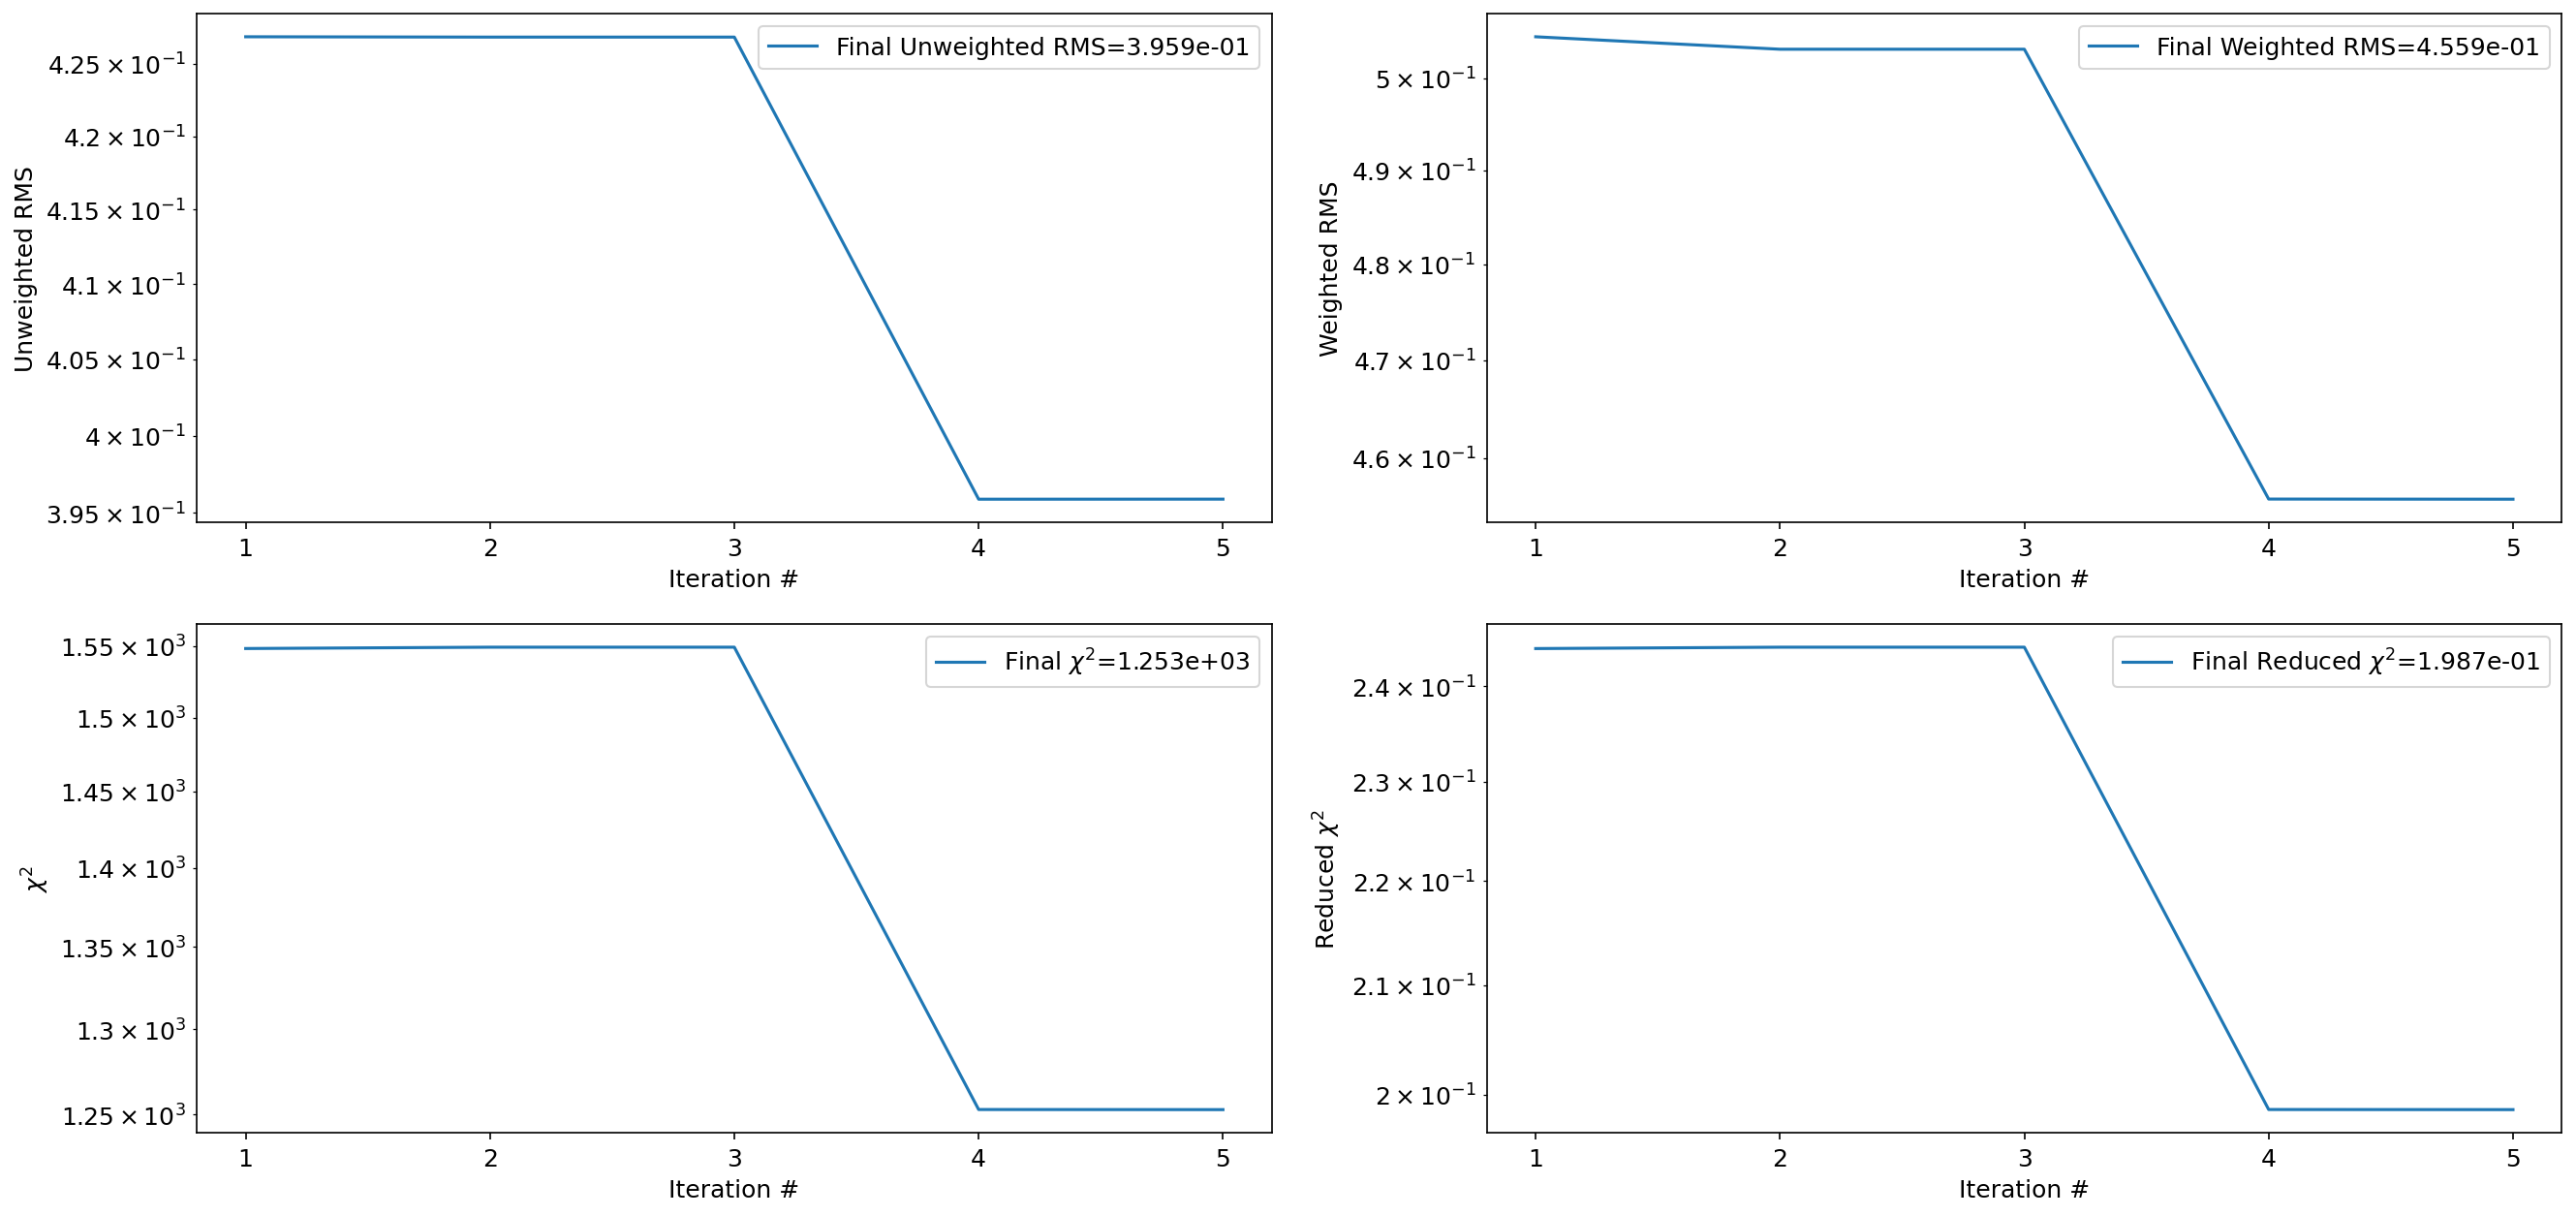 Final Unweighted RMS=3.959e-01
4.25 × 10⁻¹
4.2 × 10⁻¹
4.15 × 10⁻¹
4.1 × 10⁻¹
4.05 × 10⁻¹
4 × 10⁻¹
3.95 × 10⁻¹
Unweighted RMS
1 2 3 4 5
Iteration #
Final Weighted RMS=4.559e-01
5 × 10⁻¹
4.9 × 10⁻¹
4.8 × 10⁻¹
4.7 × 10⁻¹
4.6 × 10⁻¹
Weighted RMS
1 2 3 4 5
Iteration #
Final χ²=1.253e+03
1.55 × 10³
1.5 × 10³
1.45 × 10³
1.4 × 10³
1.35 × 10³
1.3 × 10³
1.25 × 10³
χ²
1 2 3 4 5
Iteration #
Final Reduced χ²=1.987e-01
2.4 × 10⁻¹
2.3 × 10⁻¹
2.2 × 10⁻¹
2.1 × 10⁻¹
2 × 10⁻¹
Reduced χ²
1 2 3 4 5
Iteration #